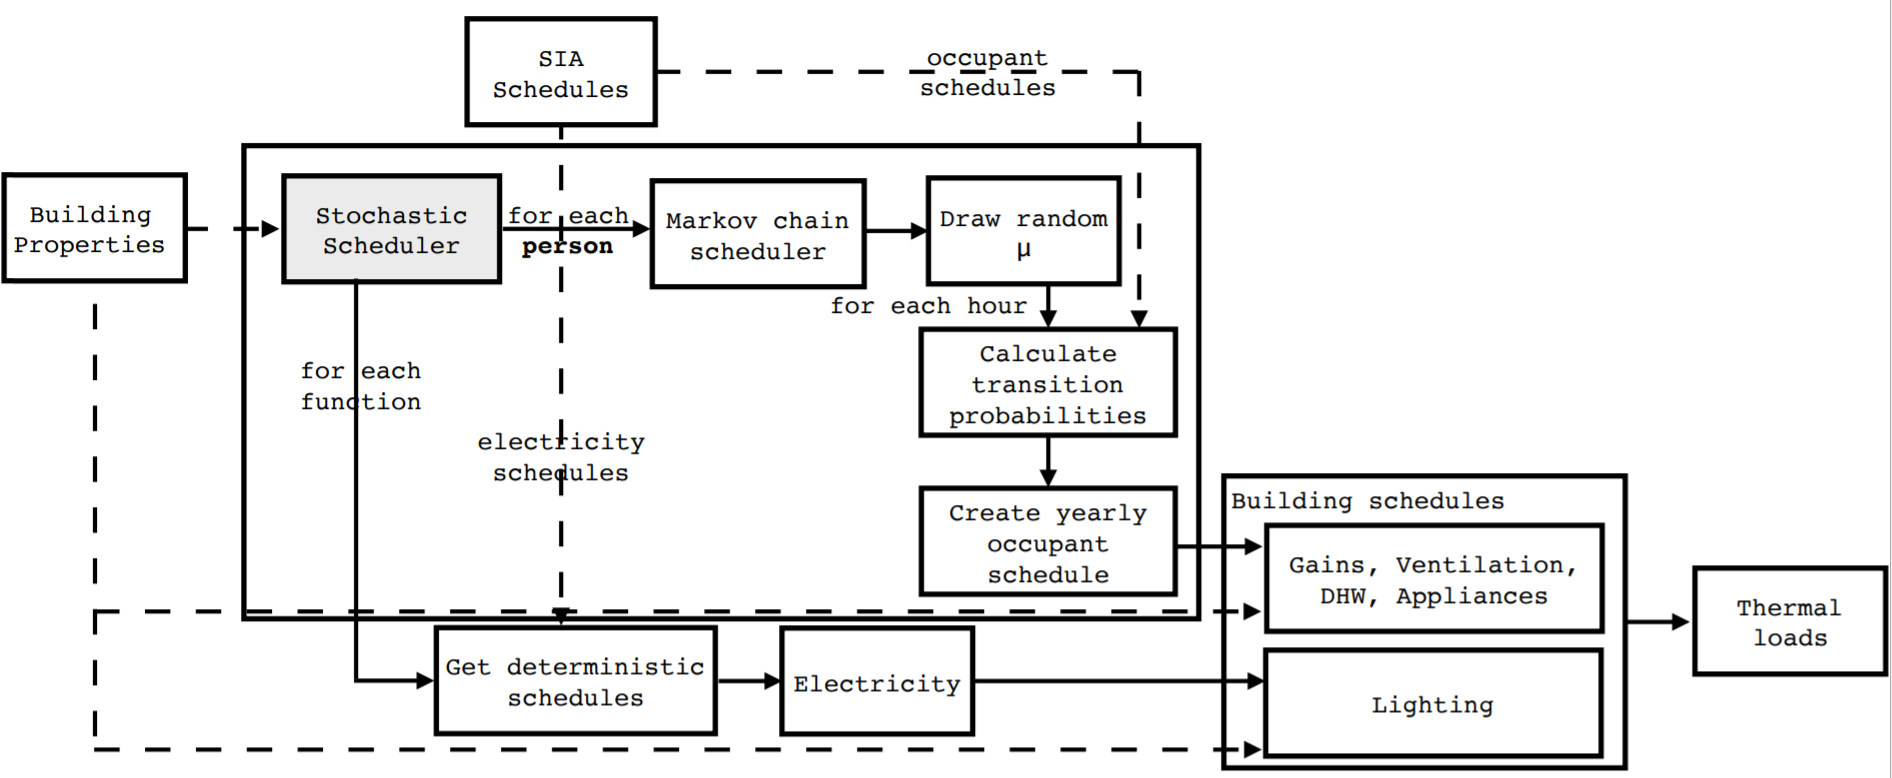 SIA
Schedules
occupant
schedules
Building
Properties
Stochastic
Scheduler
for each
person
Markov chain
scheduler
Draw random
μ
for each hour
Calculate
transition
probabilities
for each
function
electricity
schedules
Create yearly
occupant
schedule
Building schedules
Gains, Ventilation,
DHW, Appliances
Thermal
loads
Get deterministic
schedules
Electricity
Lighting